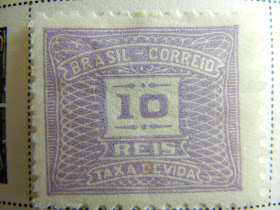 BRASIL-CORREIO
10
REIS
TAXA DEVIDA